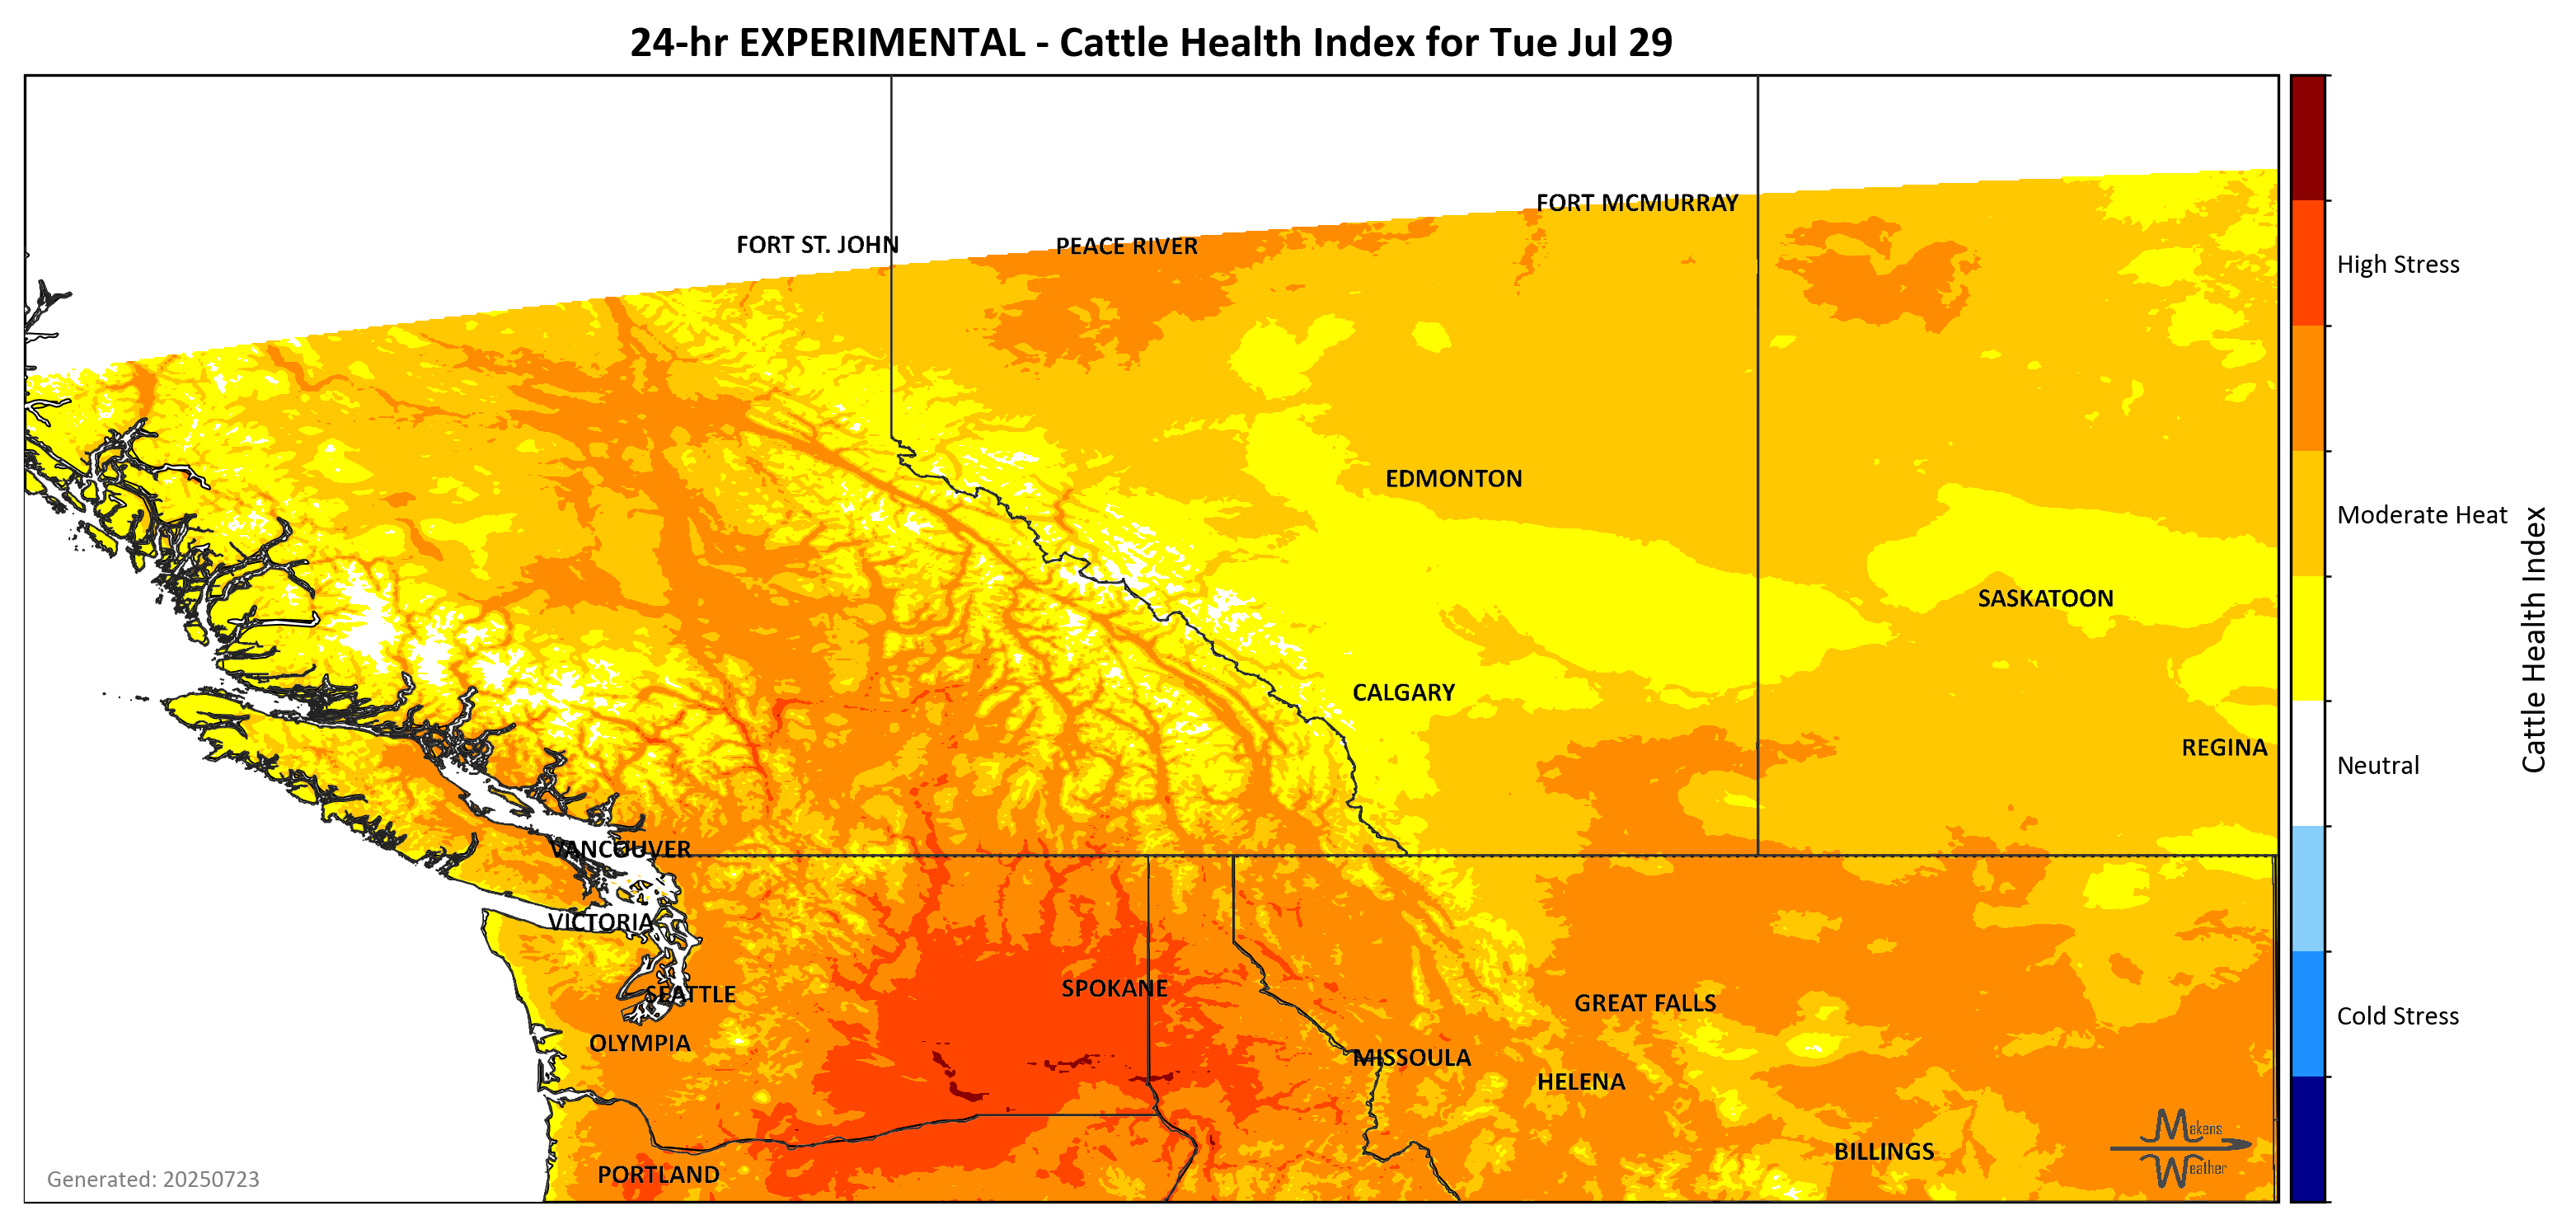 24-hr EXPERIMENTAL - Cattle Health Index for Tue Jul 29
FORT MCMURRAY
FORT ST. JOHN
PEACE RIVER
High Stress
EDMONTON
Moderate Heat
SASKATOON
Cattle Health Index
CALGARY
REGINA
Neutral
VANCOUVER
VICTORIA
SPOKANE
SEATTLE
GREAT FALLS
Cold Stress
OLYMPIA
MISSOULA
HELENA
Makens
Weather
BILLINGS
PORTLAND
Generated: 20250723